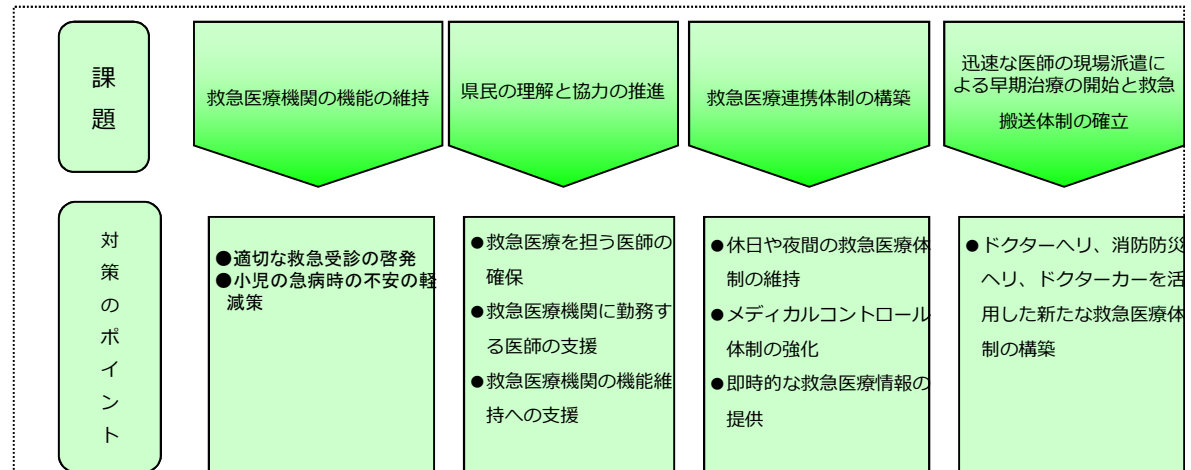 課題
救急医療機関の機能の維持
県民の理解と協力の推進
救急医療連携体制の構築
迅速な医師の現場派遣に
よる早期治療の開始と救急
搬送体制の確立
対策のポイント
●適切な救急受診の啓発
●小児の急病時の不安の軽
減策
●救急医療を担う医師の
確保
●救急医療機関に勤務す
る医師の支援
●救急医療機関の機能維
持への支援
●休日や夜間の救急医療体
制の維持
●メディカルコントロール
体制の強化
●即時的な救急医療情報の
提供
●ドクターヘリ、消防防災
ヘリ、ドクターカーを活
用した新たな救急医療体
制の構築